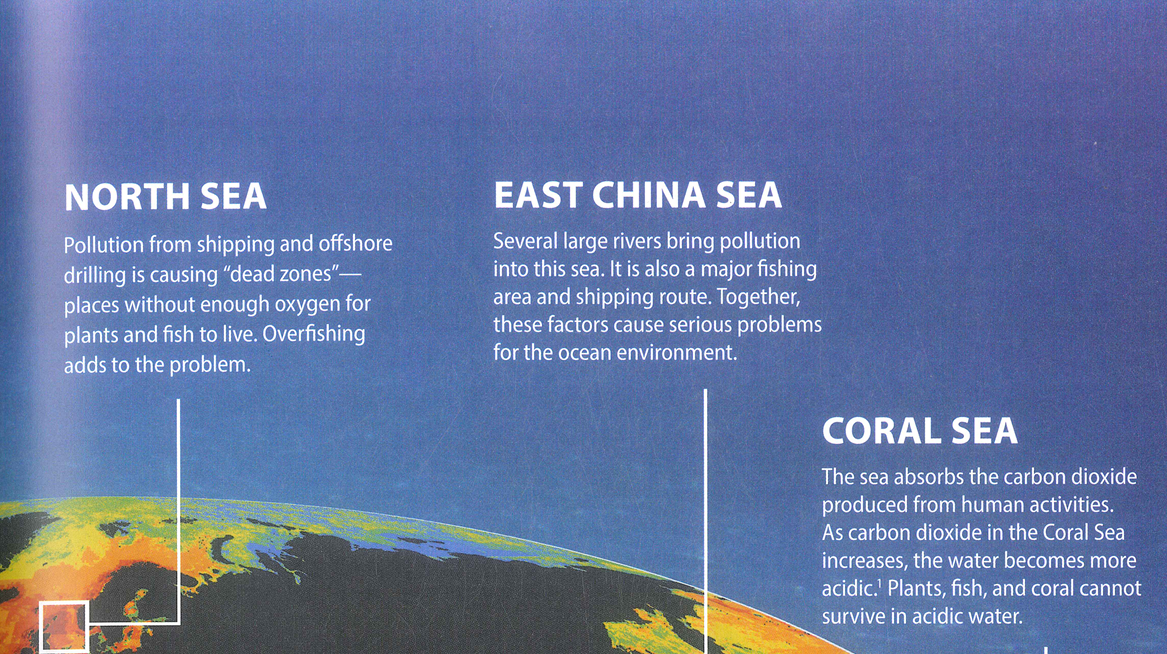 NORTH SEA
Pollution from shipping and offshore
drilling is causing “dead zones”—
places without enough oxygen for
plants and fish to live. Overfishing
adds to the problem.
EAST CHINA SEA
Several large rivers bring pollution
into this sea. It is also a major fishing
area and shipping route. Together,
these factors cause serious problems
for the ocean environment.
CORAL SEA
The sea absorbs the carbon dioxide
produced from human activities.
As carbon dioxide in the Coral Sea
increases, the water becomes more
acidic.¹ Plants, fish, and coral cannot
survive in acidic water.